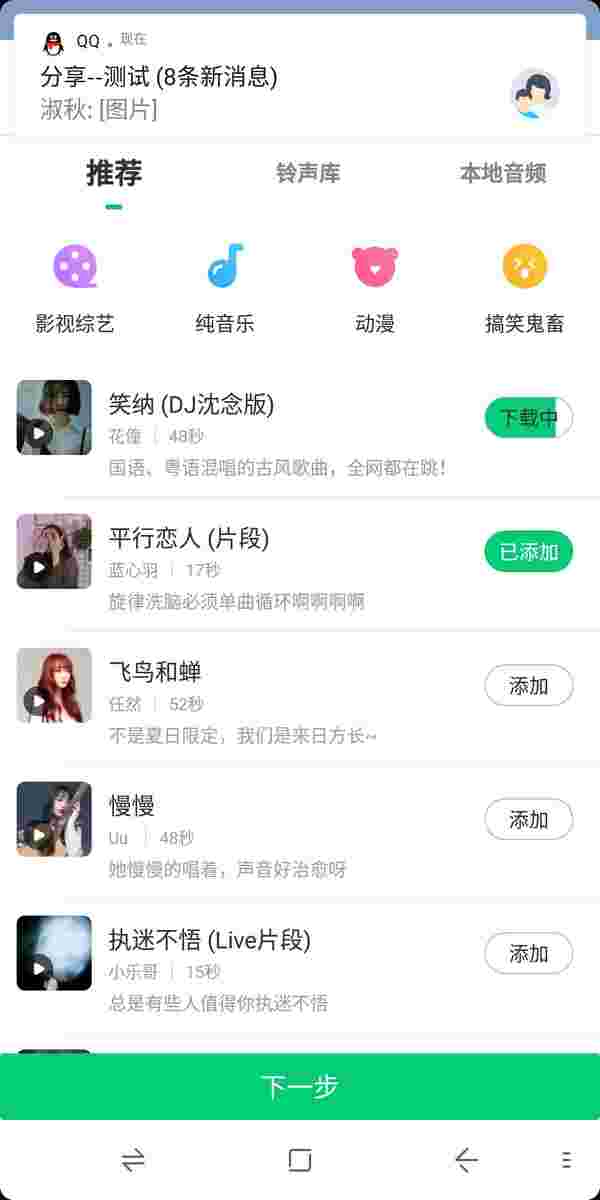 QQ 。现在
分享--测试 (8条新消息)
淑秋: [图片]
推荐 铃声库 本地音频
影视综艺 纯音乐 动漫 搞笑鬼畜
笑纳 (DJ沈念版)
花僮 | 48秒
下载中
国语、粤语混唱的古风歌曲，全网都在跳！
平行恋人 (片段)
蓝心羽 | 17秒
已添加
旋律洗脑必须单曲循环啊啊啊啊
飞鸟和蝉
任然 | 52秒
添加
不是夏日限定，我们是来日方长~
慢慢
Uu | 48秒
添加
她慢慢的唱着，声音好治愈呀
执迷不悟 (Live片段)
小乐哥 | 15秒
添加
总是有些人值得你执迷不悟
下一步